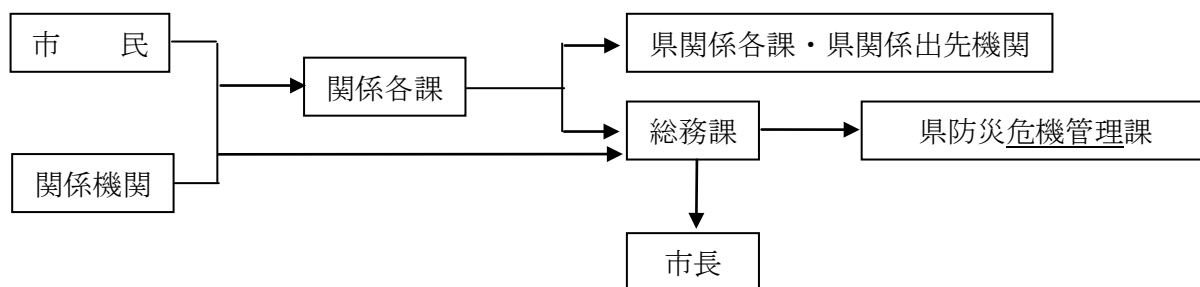 市　　民
県関係各課・県関係出先機関
関係各課
総務課
県防災危機管理課
関係機関
市長